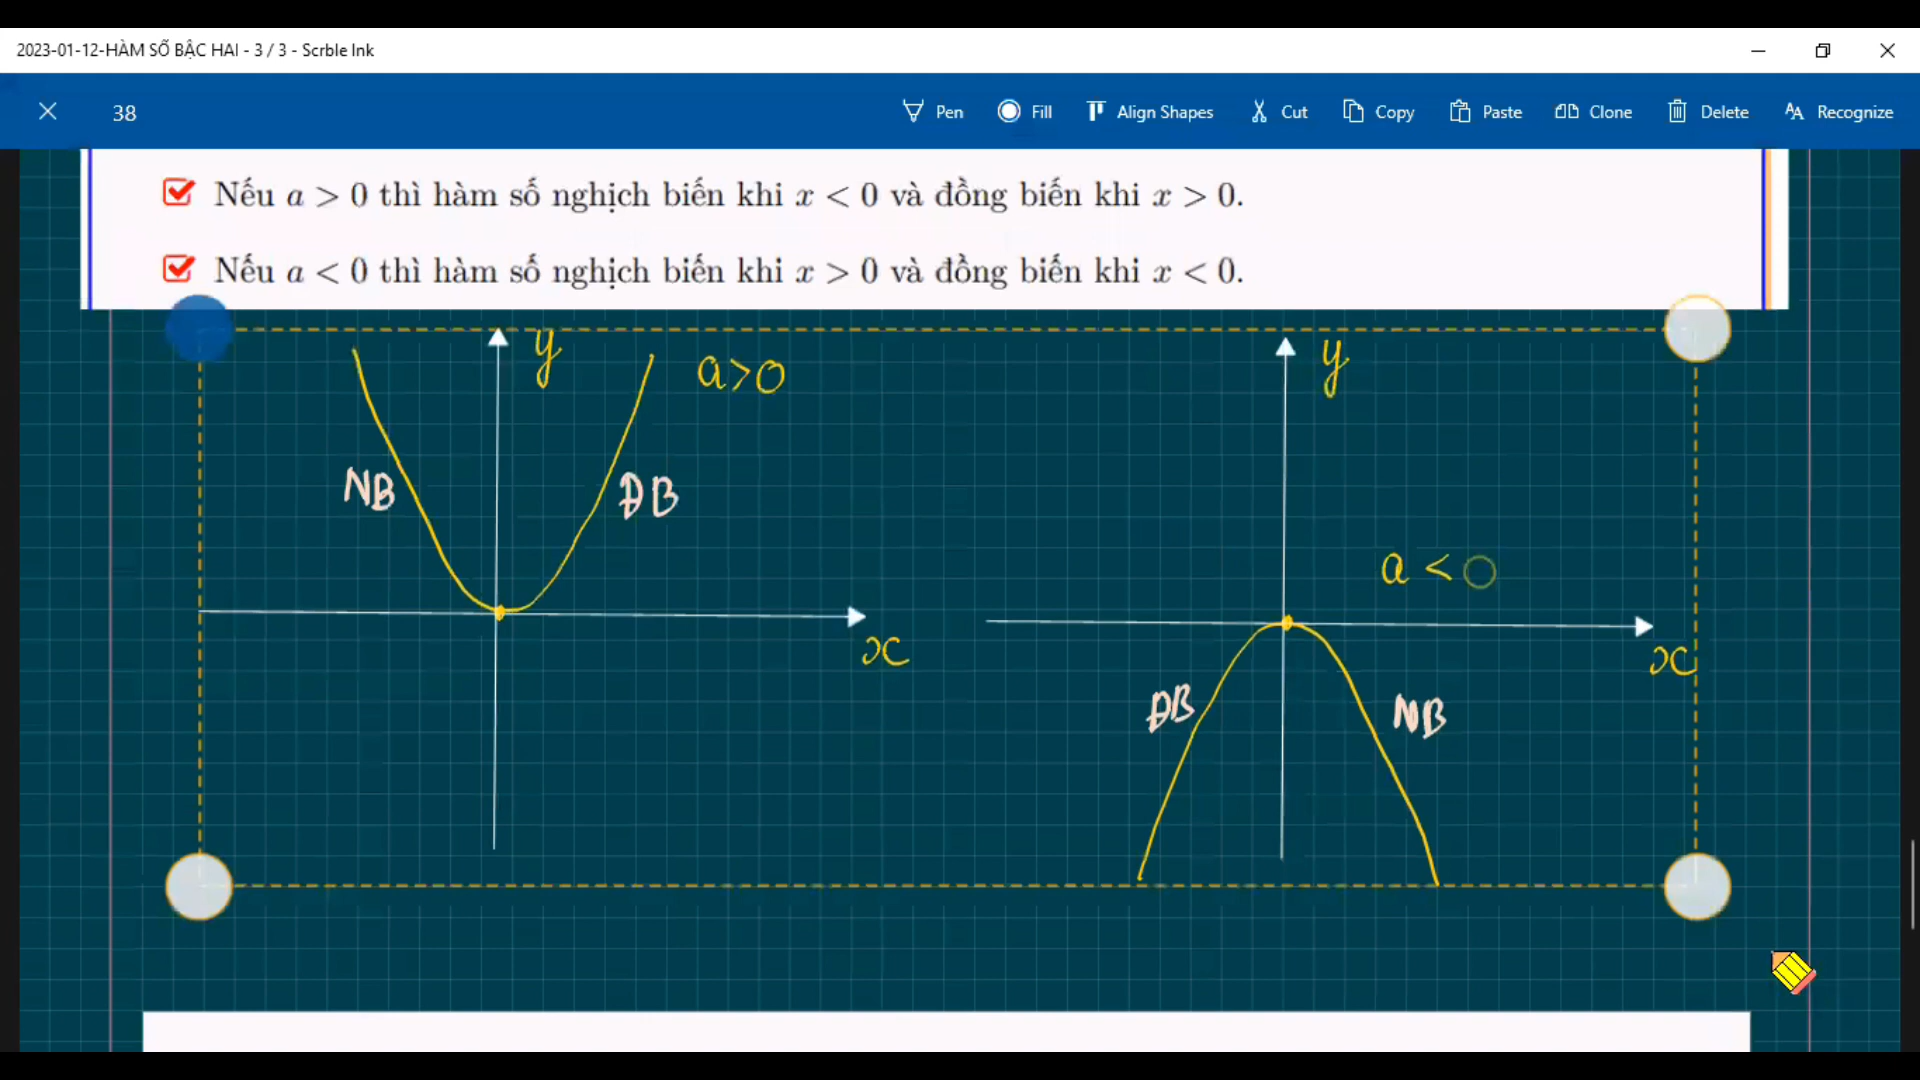 2023-01-12-HÀM SỐ BẬC HAI - 3 / 3 - Scrble Ink
38 Pen Fill Align Shapes Cut Copy Paste Clone Delete Recognize
Nếu a > 0 thì hàm số nghịch biến khi x < 0 và đồng biến khi x > 0.
Nếu a < 0 thì hàm số nghịch biến khi x > 0 và đồng biến khi x < 0.
y a>0 y
NB ĐB
a < 0
x x
ĐB NB